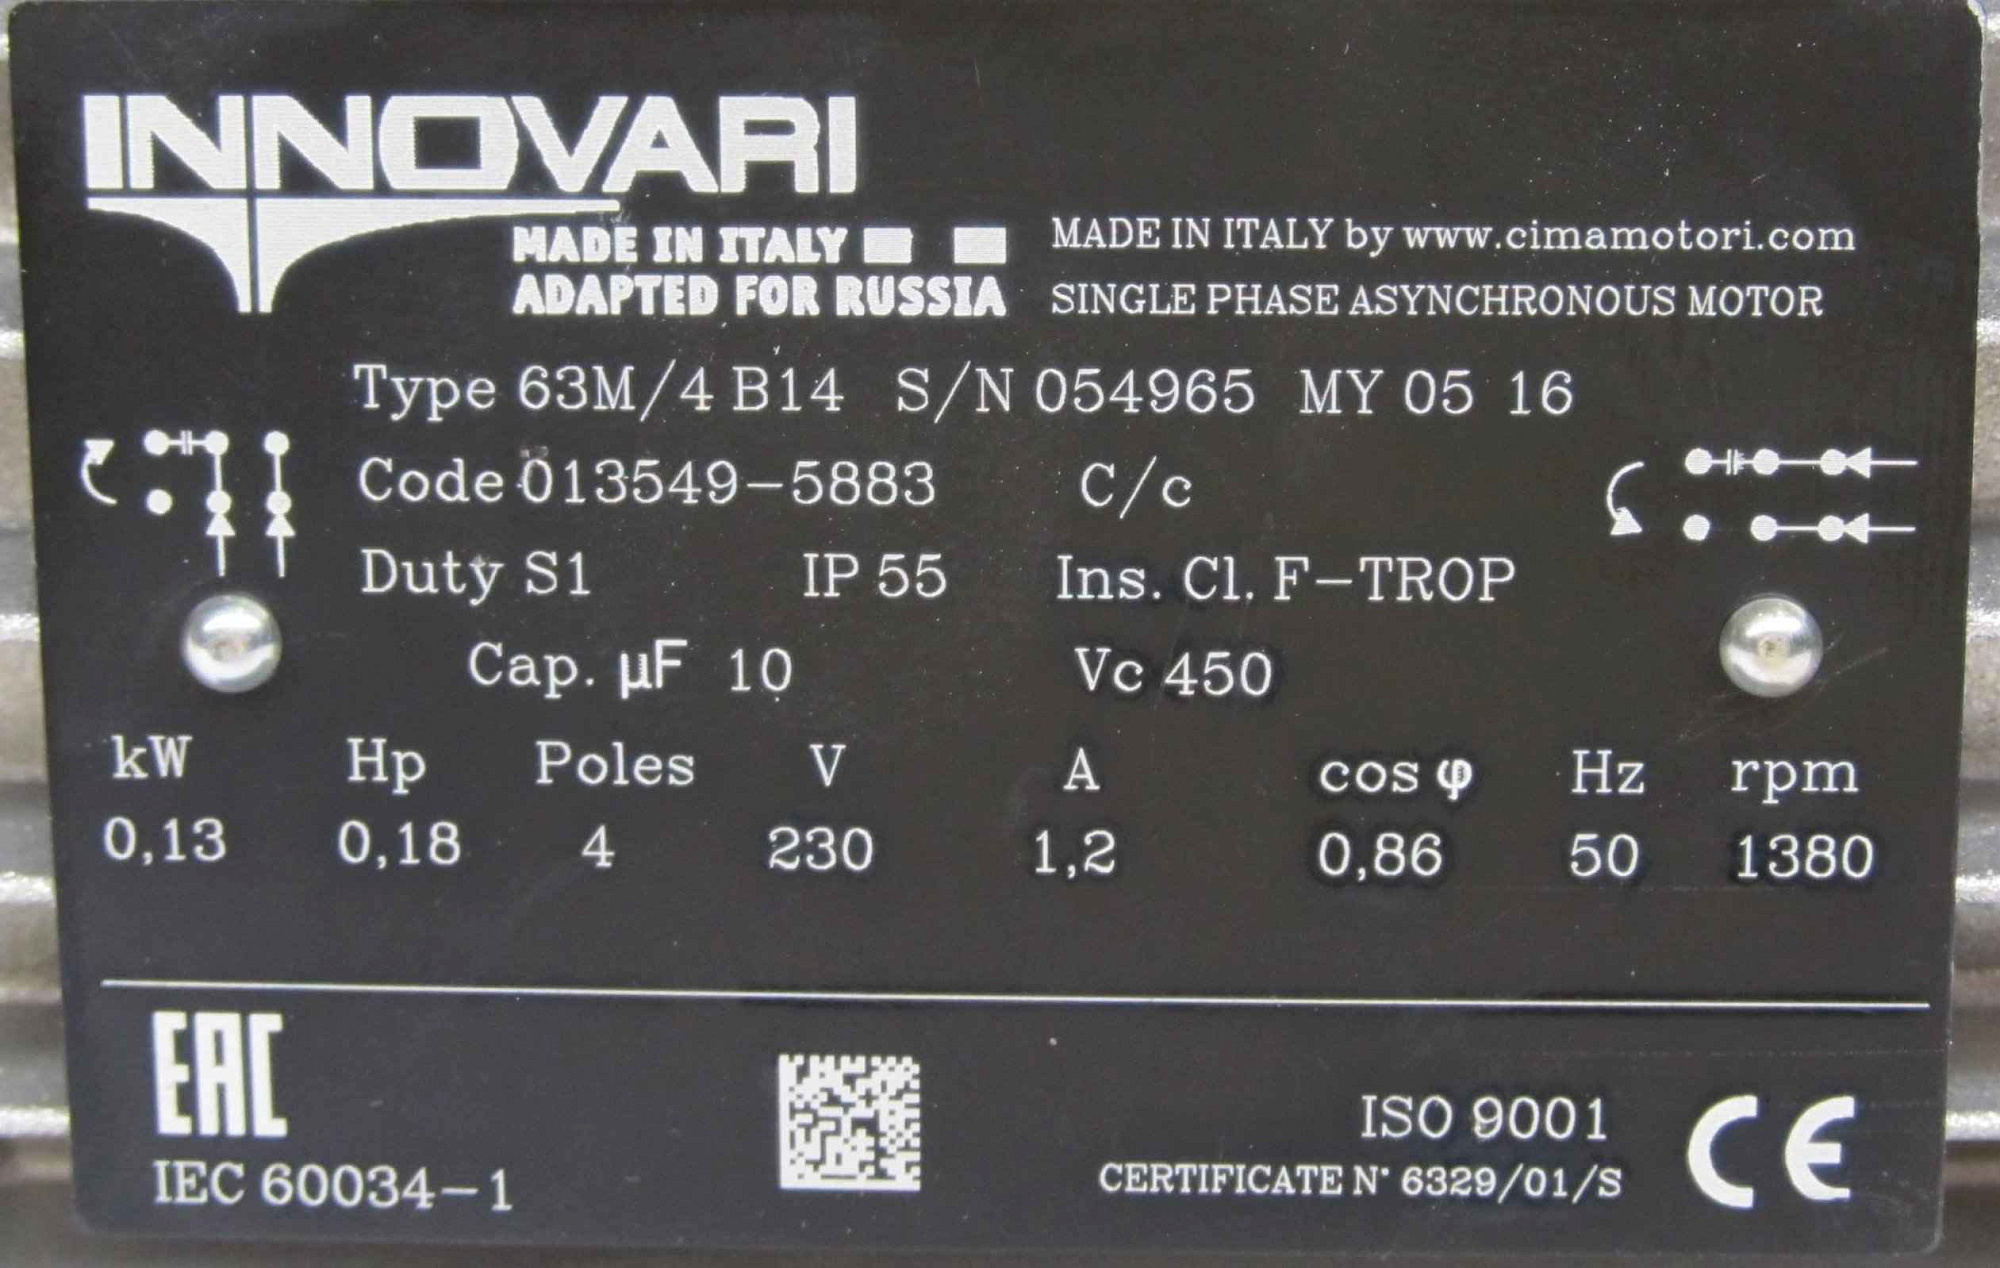 INNOVARI
MADE IN ITALY
ADAPTED FOR RUSSIA
MADE IN ITALY by www.cimamotori.com
SINGLE PHASE ASYNCHRONOUS MOTOR
Type 63M/4 B14 S/N 054965 MY 05 16
Code 013549-5883 C/c
Duty S1 IP 55 Ins. Cl. F-TROP
Cap. µF 10 Vc 450
kW Hp Poles V A cos φ Hz rpm
0,13 0,18 4 230 1,2 0,86 50 1380
EAC
IEC 60034-1
ISO 9001
CERTIFICATE N° 6329/01/S
CE